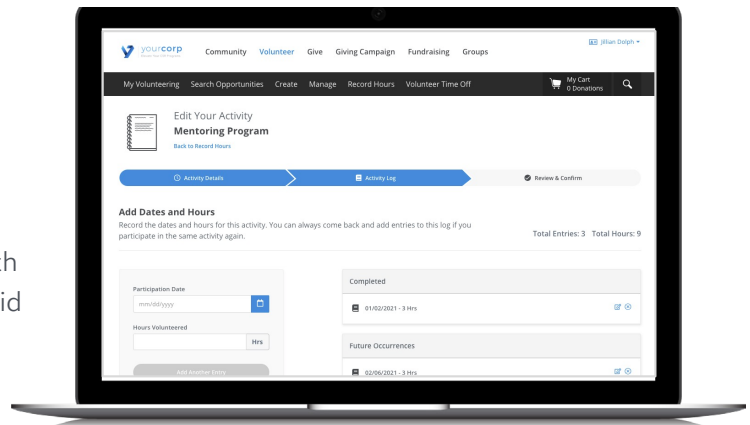 yourcorp
Community Volunteer Give Giving Campaign Fundraising Groups
Jillian Dolph
My Volunteering Search Opportunities Create Manage Record Hours Volunteer Time Off
My Cart
0 Donations
Edit Your Activity
Mentoring Program
Back to Record Hours
Activity Details
Activity Log
Review & Confirm
Add Dates and Hours
Record the dates and hours for this activity. You can always come back and add entries to this log if you
participate in the same activity again.
Total Entries: 3 Total Hours: 9
Participation Date
mm/dd/yyyy
Hours Volunteered
Hrs
Add Another Entry
Completed
01/02/2021 - 3 Hrs
Future Occurrences
02/06/2021 - 3 Hrs
id